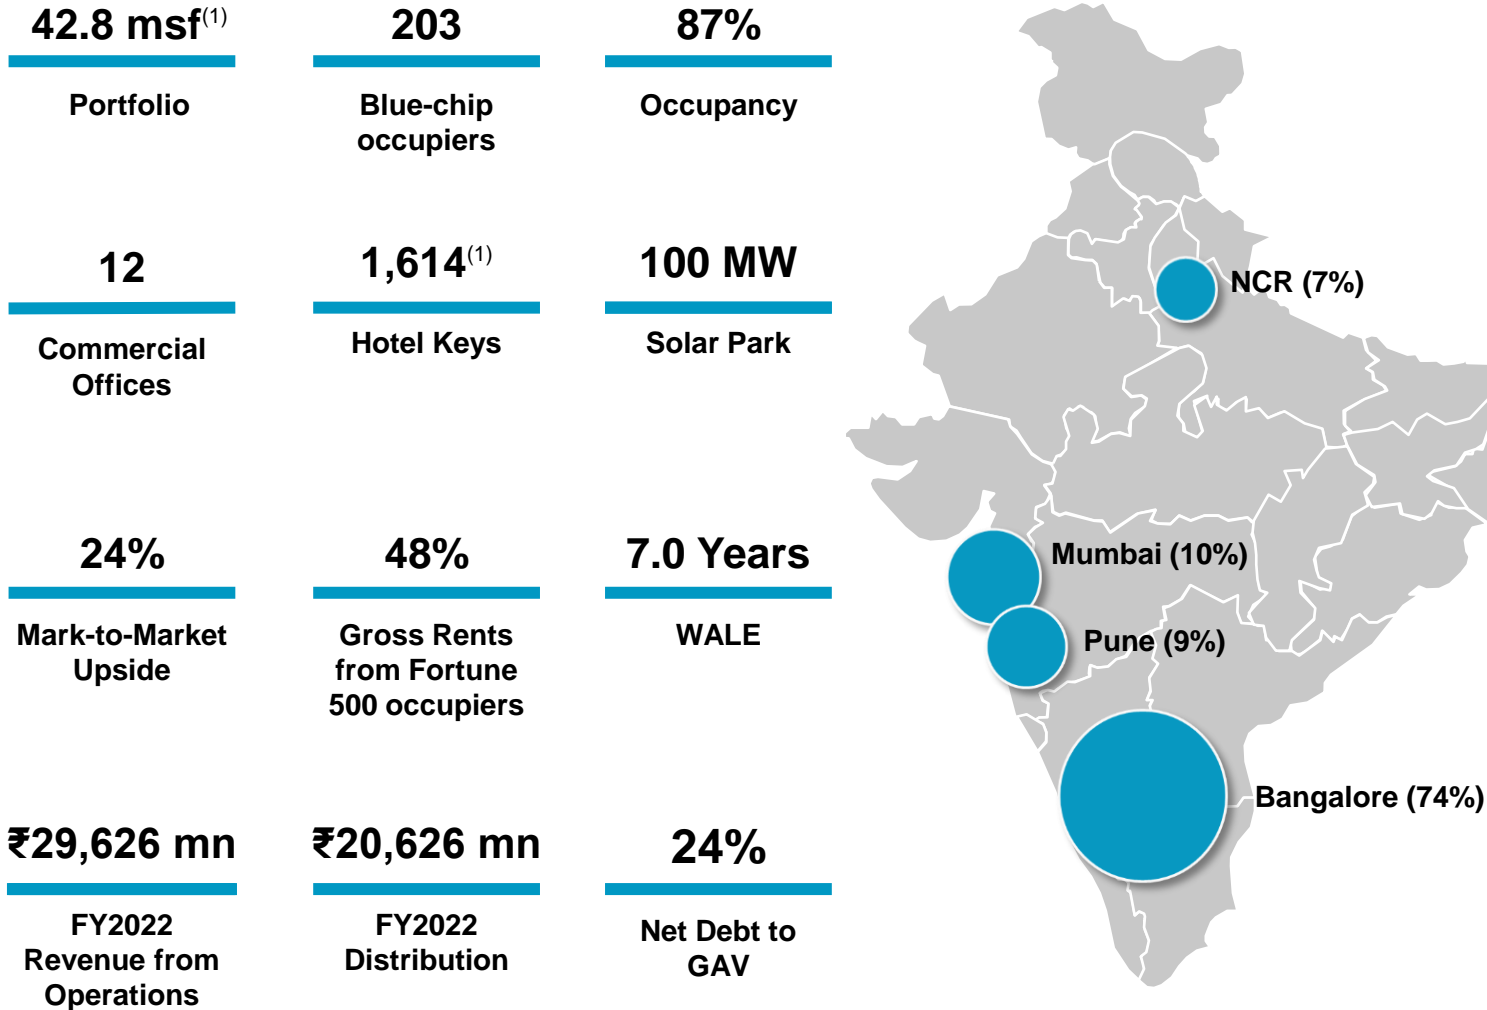 42.8 msf(1)
Portfolio
203
Blue-chip
occupiers
87%
Occupancy
12
Commercial
Offices
1,614(1)
Hotel Keys
100 MW
Solar Park
24%
Mark-to-Market
Upside
48%
Gross Rents
from Fortune
500 occupiers
7.0 Years
WALE
₹29,626 mn
FY2022
Revenue from
Operations
₹20,626 mn
FY2022
Distribution
24%
Net Debt to
GAV
NCR (7%)
Mumbai (10%)
Pune (9%)
Bangalore (74%)